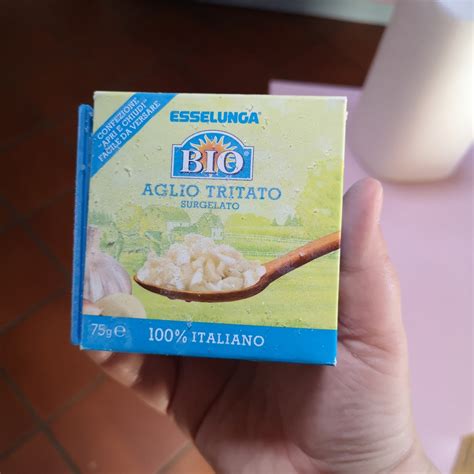 CONFEZIONE
"APRI E CHIUDI"
FACILE DA VERSARE
ESSELUNGA®
BIO®
AGLIO TRITATO
SURGELATO
75g ℮
100% ITALIANO